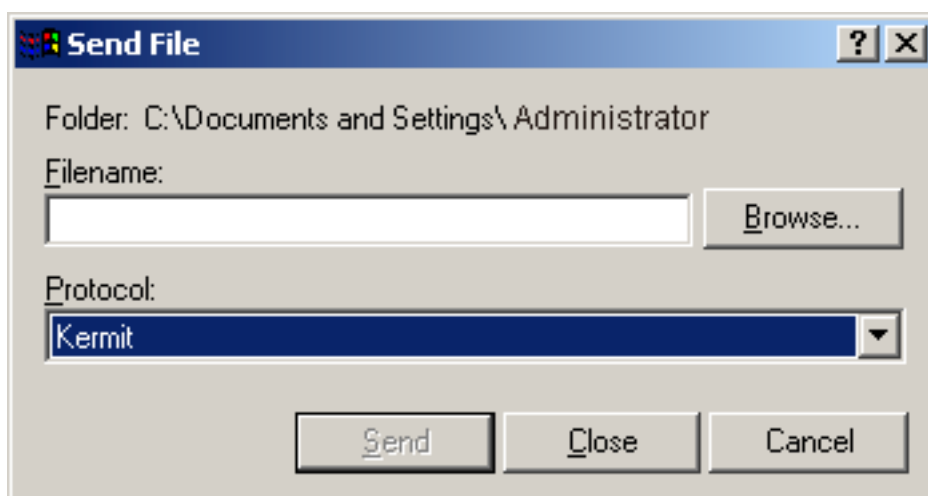 Send File
Folder: C:\Documents and Settings\ Administrator
Filename:
Browse...
Protocol:
Kermit
Send Close Cancel